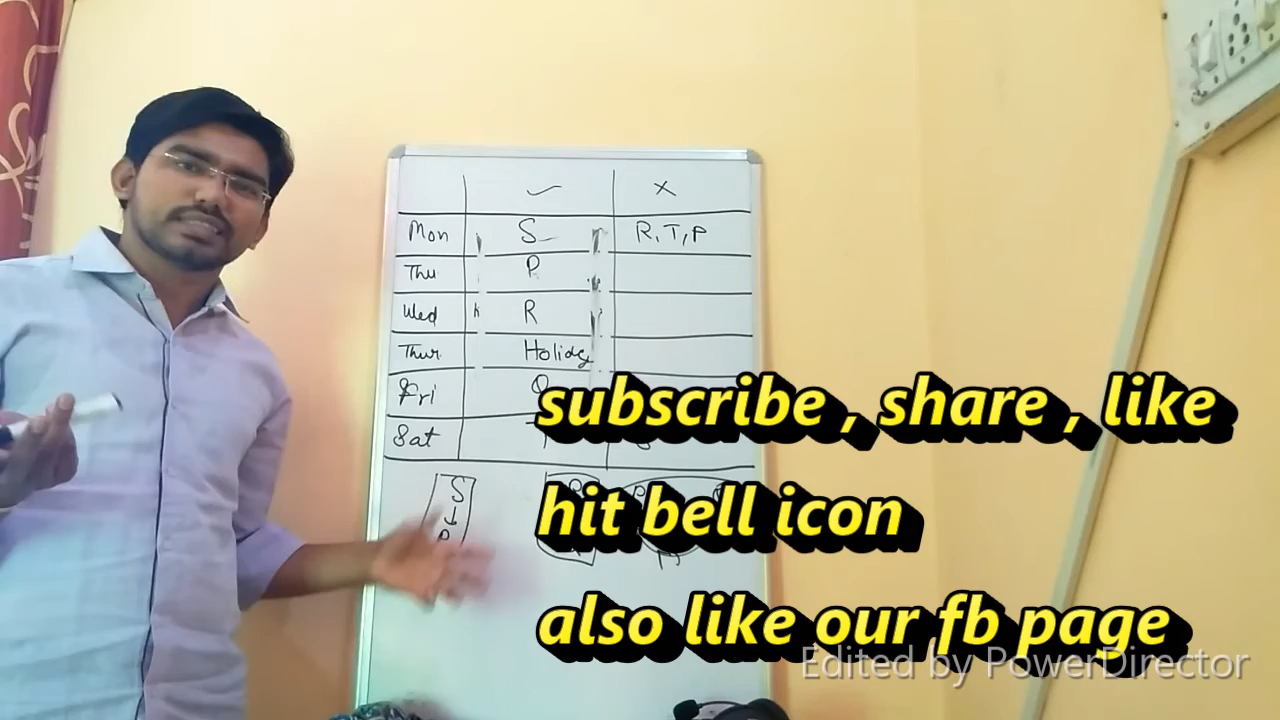 ✓ X
Mon S R, T, P
Thu P
Wed R
Thur Holiday
Fri Q
Sat
S
↓
subscribe , share , like
hit bell icon
also like our fb page
Edited by PowerDirector